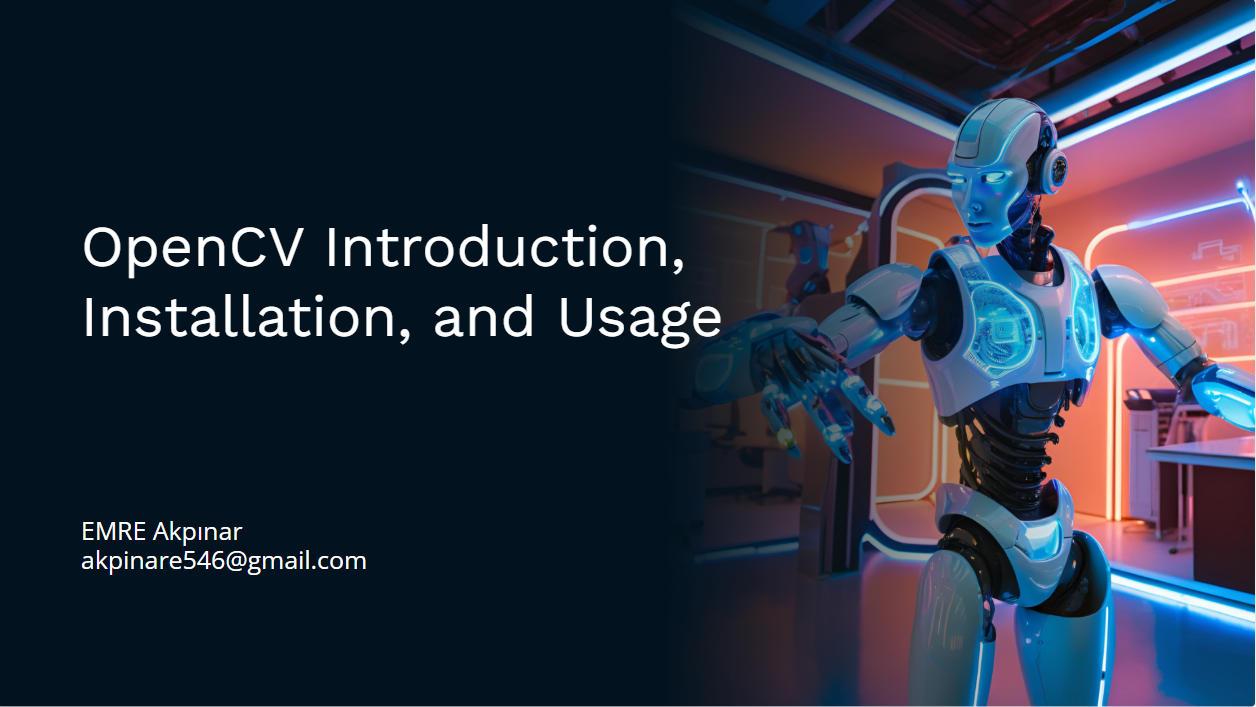 OpenCV Introduction,
Installation, and Usage
EMRE Akpınar
akpinare546@gmail.com